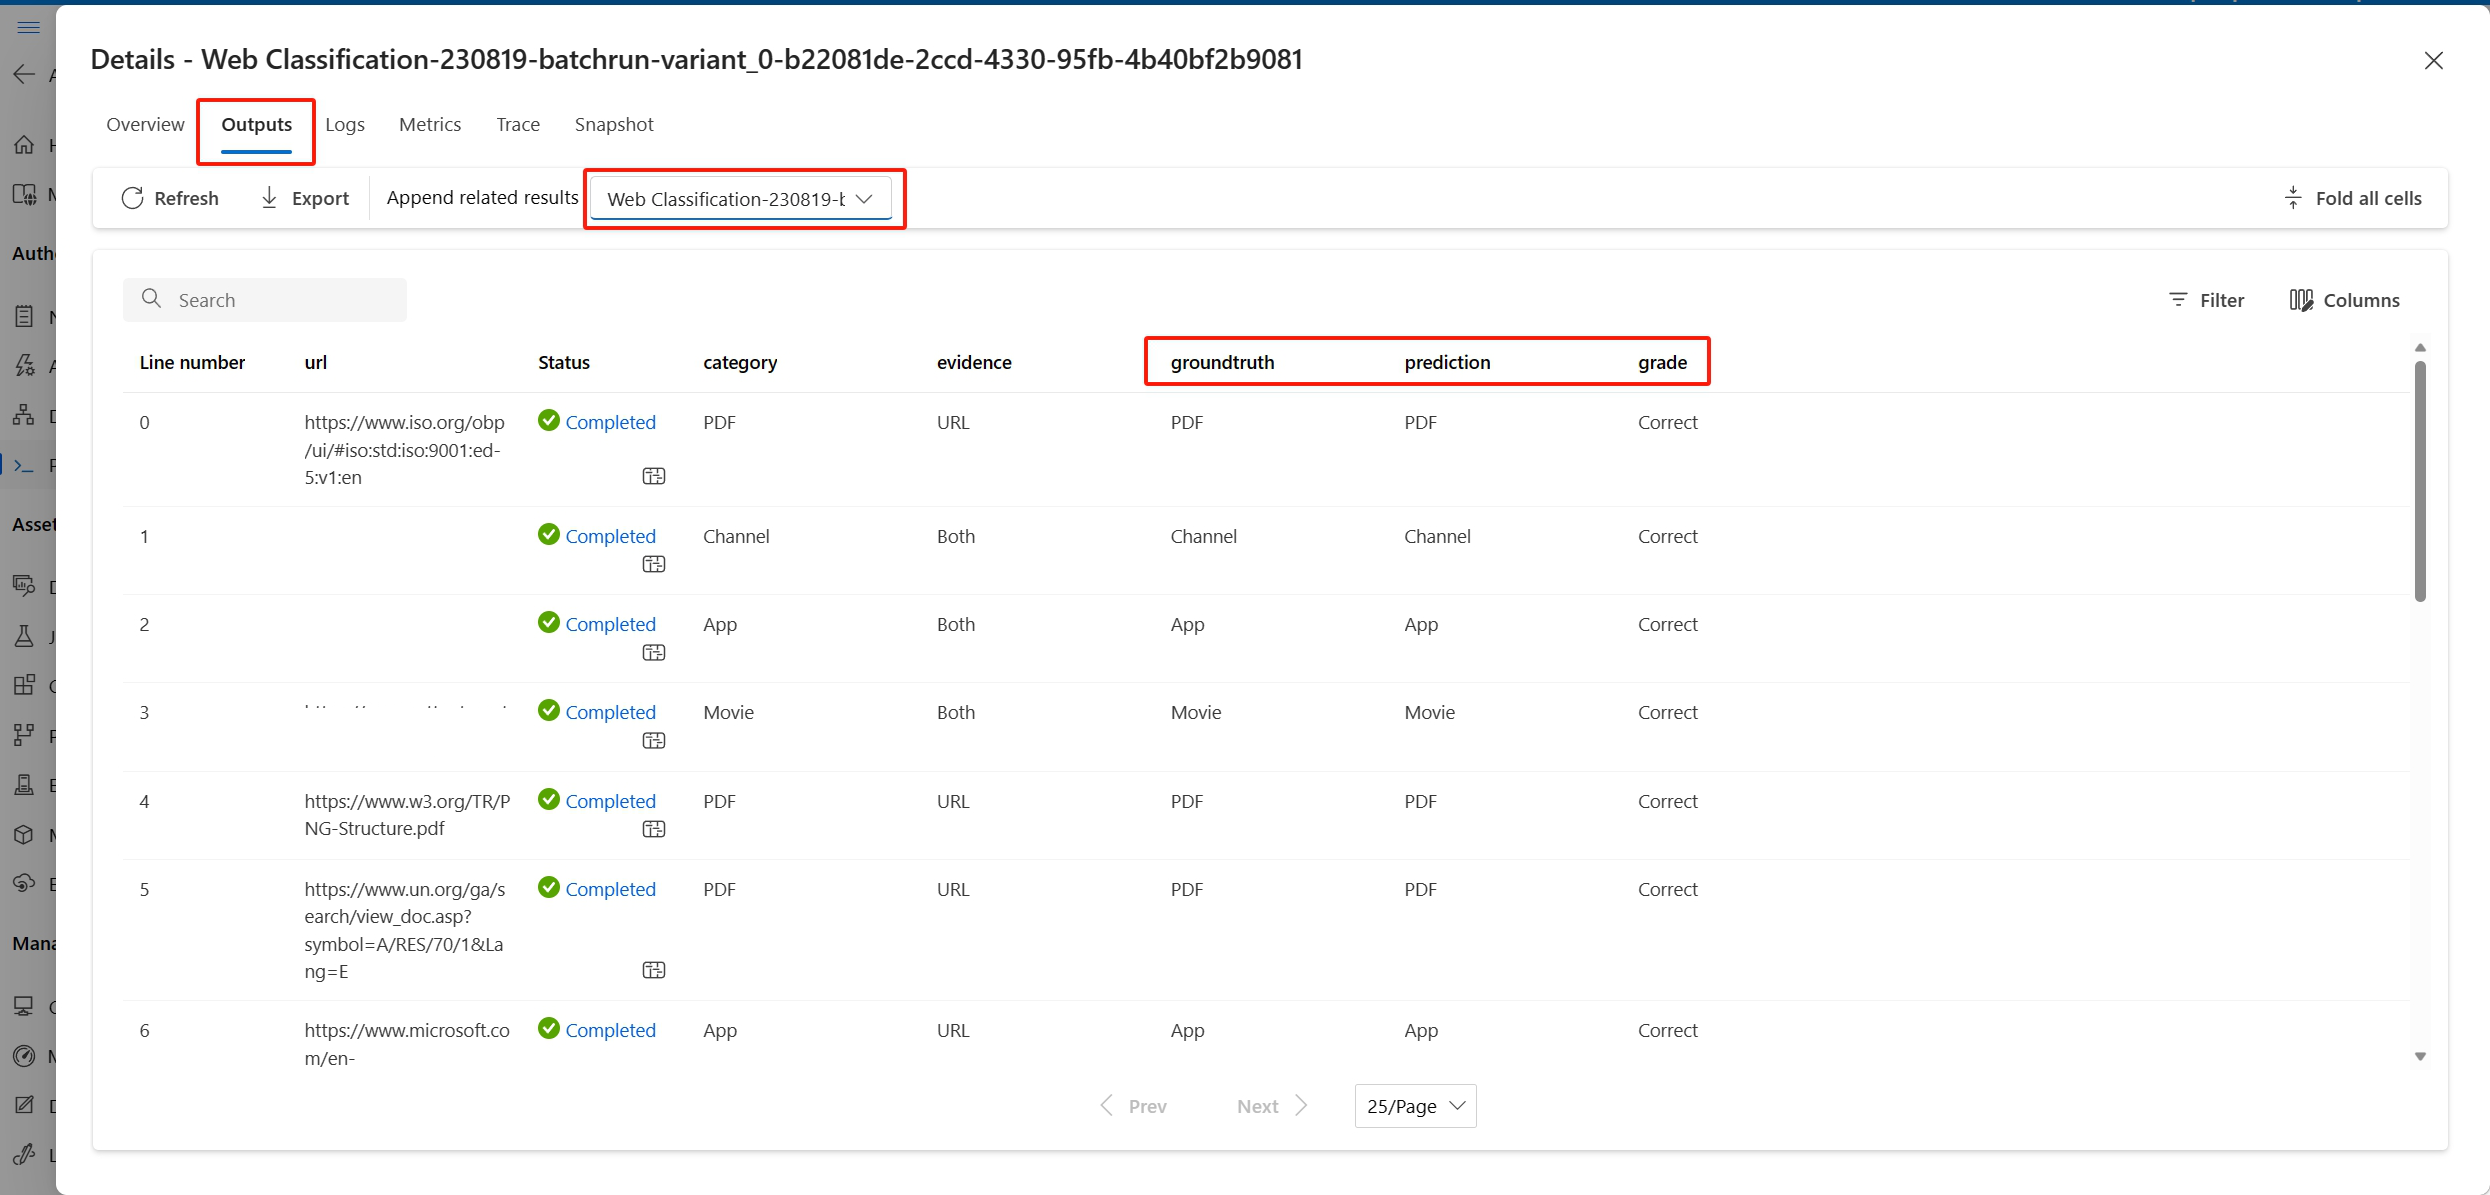 Details - Web Classification-230819-batchrun-variant_0-b22081de-2ccd-4330-95fb-4b40bf2b9081
Overview Outputs Logs Metrics Trace Snapshot
Refresh Export Append related results Web Classification-230819-b Fold all cells
Search Filter Columns
Line number url Status category evidence groundtruth prediction grade
0 https://www.iso.org/obp Completed PDF URL PDF PDF Correct
/ui/#iso:std:iso:9001:ed-
5:v1:en
1 Completed Channel Both Channel Channel Correct
2 Completed App Both App App Correct
3 Completed Movie Both Movie Movie Correct
4 https://www.w3.org/TR/P Completed PDF URL PDF PDF Correct
NG-Structure.pdf
5 https://www.un.org/ga/s Completed PDF URL PDF PDF Correct
earch/view_doc.asp?
symbol=A/RES/70/1&La
ng=E
6 https://www.microsoft.co Completed App URL App App Correct
m/en-
Prev Next 25/Page